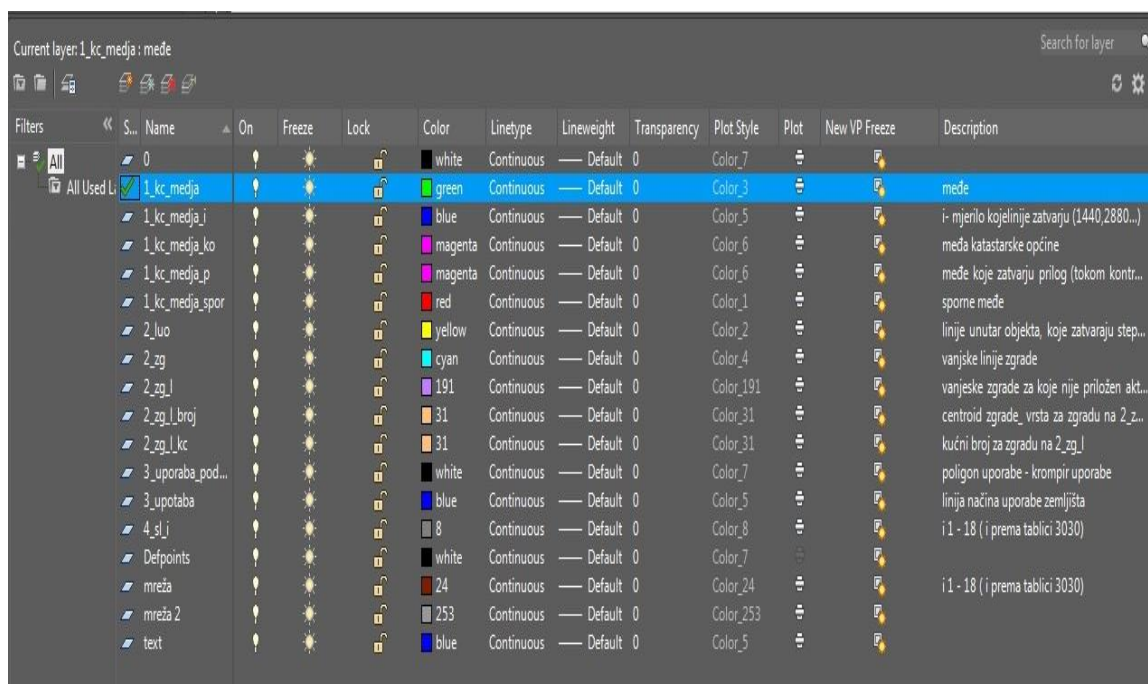 Current layer: 1_kc_medja : međe
Search for layer
Filters S... Name On Freeze Lock Color Linetype Lineweight Transparency Plot Style Plot New VP Freeze Description
All 0 white Continuous Default 0 Color_7
All Used La 1_kc_medja green Continuous Default 0 Color_3 međe
1_kc_medja_i blue Continuous Default 0 Color_5 i- mjerilo kojelinije zatvarju (1440,2880...)
1_kc_medja_ko magenta Continuous Default 0 Color_6 međa katastarske općine
1_kc_medja_p magenta Continuous Default 0 Color_6 međe koje zatvarju prilog (tokom kontr...
1_kc_medja_spor red Continuous Default 0 Color_1 sporne međe
2_luo yellow Continuous Default 0 Color_2 linije unutar objekta, koje zatvaraju step...
2_zg cyan Continuous Default 0 Color_4 vanjske linije zgrade
2_zg_l 191 Continuous Default 0 Color_191 vanjeske zgrade za koje nije priložen akt...
2_zg_l_broj 31 Continuous Default 0 Color_31 centroid zgrade_ vrsta za zgradu na 2_z...
2_zg_l_kc 31 Continuous Default 0 Color_31 kućni broj za zgradu na 2_zg_l
3_uporaba_pod... white Continuous Default 0 Color_7 poligon uporabe - krompir uporabe
3_upotaba blue Continuous Default 0 Color_5 linija načina uporabe zemljišta
4_sl_i 8 Continuous Default 0 Color_8 i 1 - 18 ( i prema tablici 3030)
Defpoints white Continuous Default 0 Color_7
mreža 24 Continuous Default 0 Color_24 i 1 - 18 ( i prema tablici 3030)
mreža 2 253 Continuous Default 0 Color_253
text blue Continuous Default 0 Color_5